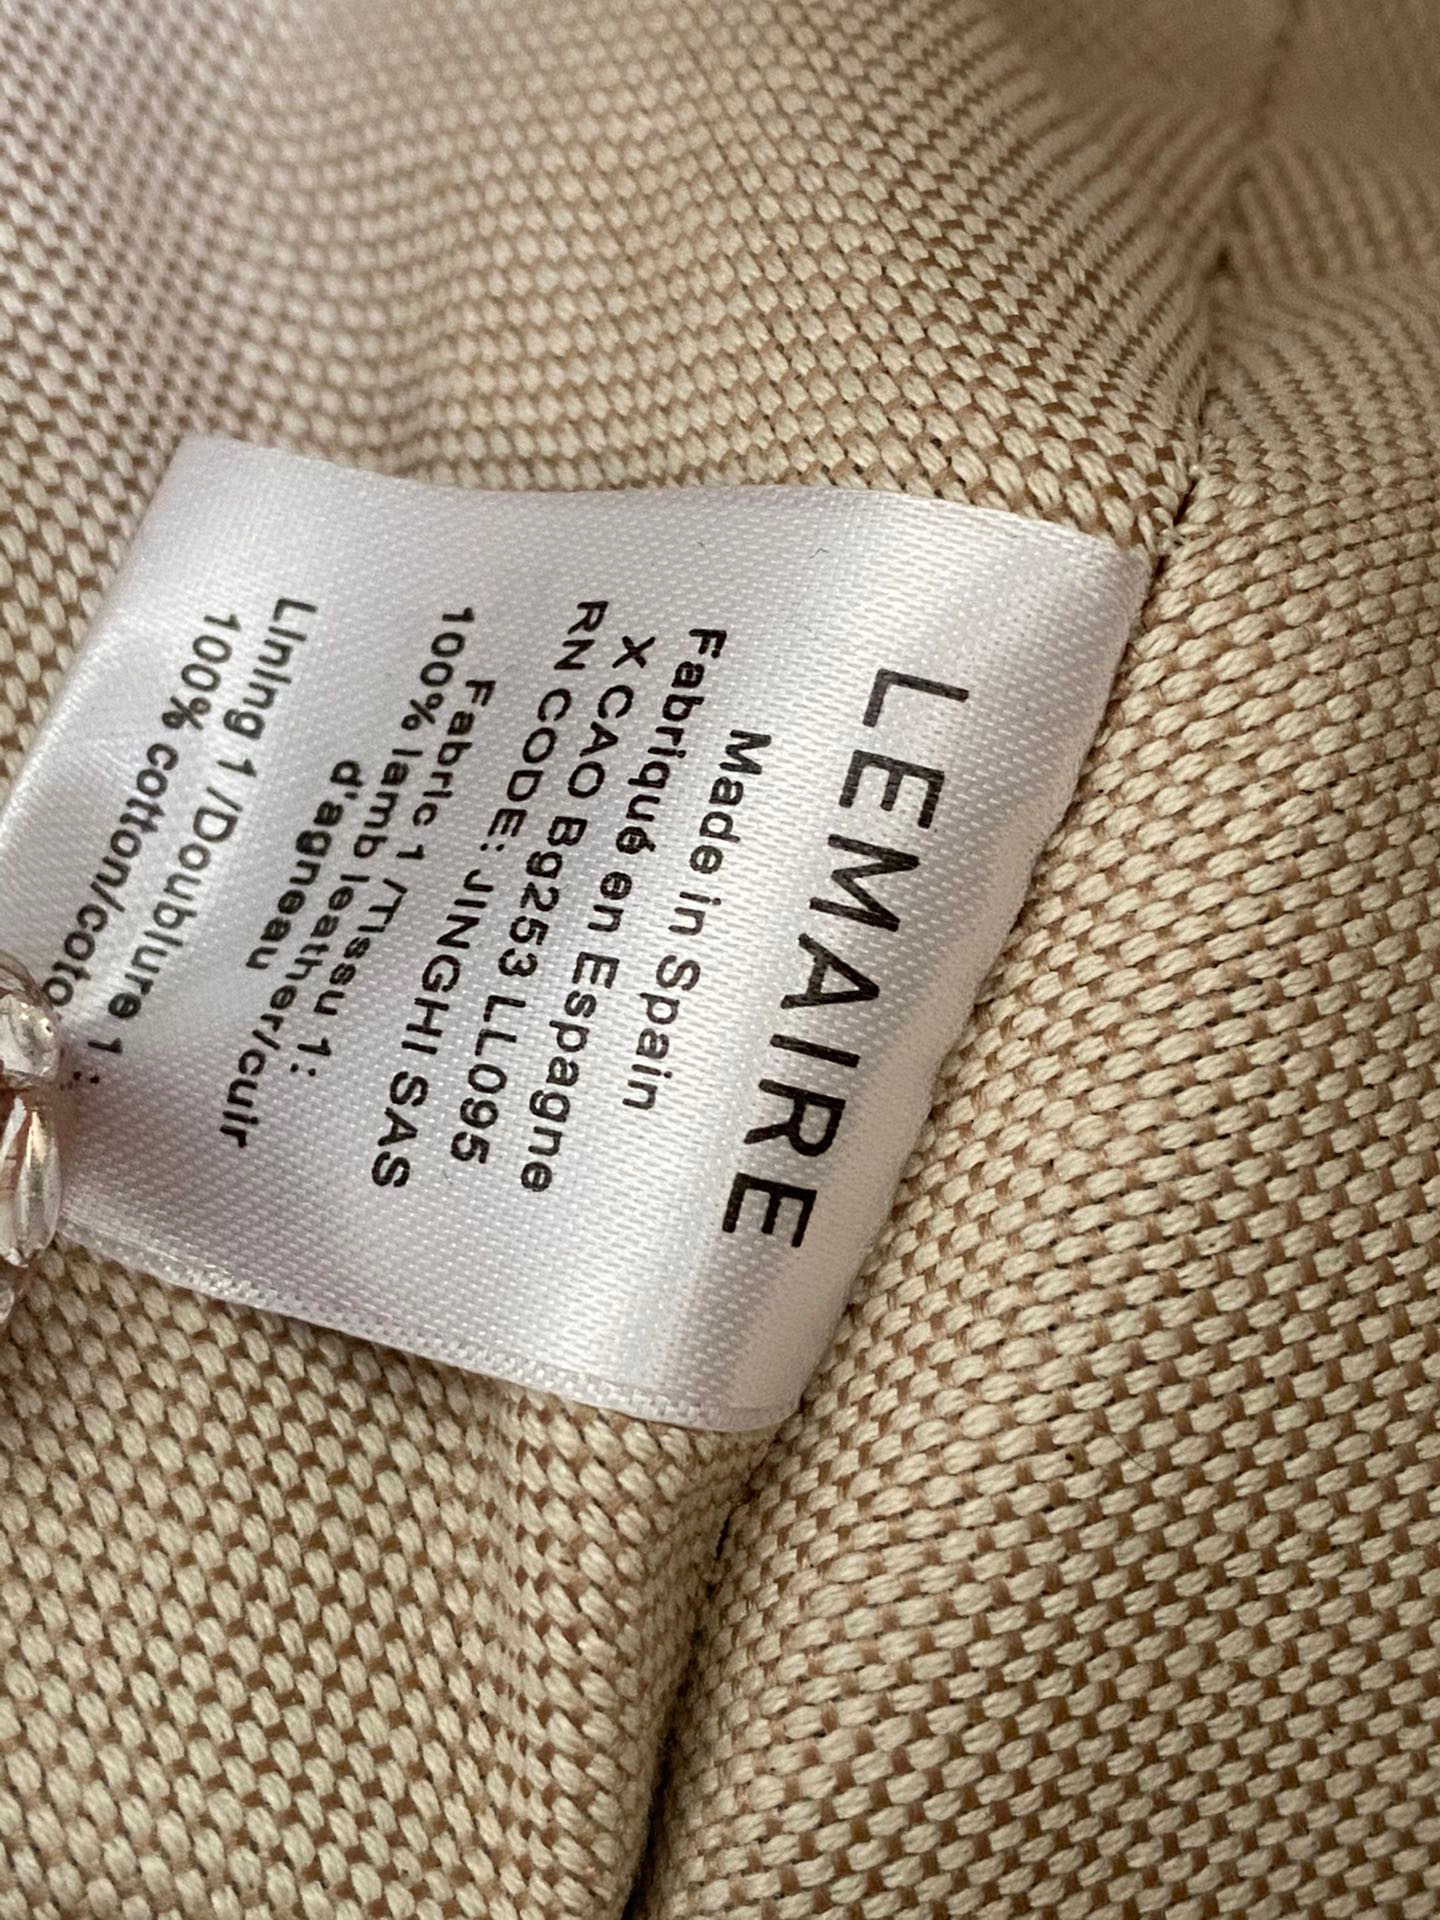 LEMAIRE
Made in Spain
Fabriqué en Espagne
X CAO Bg253 LL095
RN CODE: JINGHI SAS
Fabric 1 /Tissu 1:
100% lamb leather/cuir
d'agneau
Lining 1 /Doublure 1:
100% cotton/coto